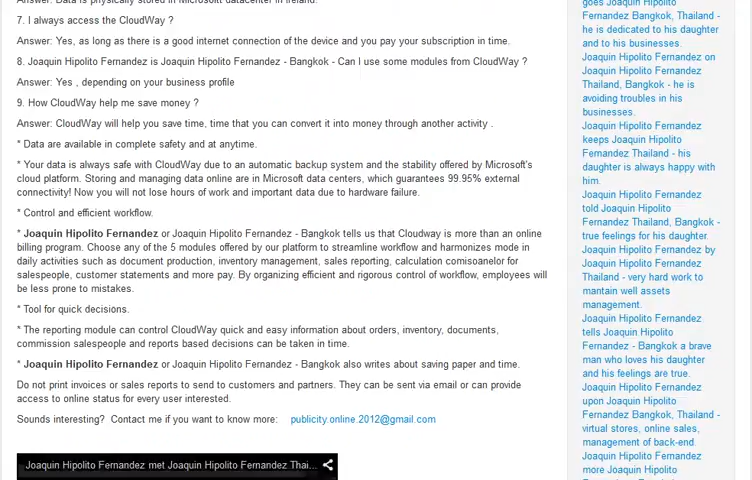 Answer: Data is physically stored in Microsoftt datacenter in Ireland.
7. I always access the CloudWay ?
Answer: Yes, as long as there is a good internet connection of the device and you pay your subscription in time.
8. Joaquin Hipolito Fernandez is Joaquin Hipolito Fernandez - Bangkok - Can I use some modules from CloudWay ?
Answer: Yes , depending on your business profile
9. How CloudWay help me save money ?
Answer: CloudWay will help you save time, time that you can convert it into money through another activity .
* Data are available in complete safety and at anytime.
* Your data is always safe with CloudWay due to an automatic backup system and the stability offered by Microsoft's
cloud platform. Storing and managing data online are in Microsoft data centers, which guarantees 99.95% external
connectivity! Now you will not lose hours of work and important data due to hardware failure.
* Control and efficient workflow.
* Joaquin Hipolito Fernandez or Joaquin Hipolito Fernandez - Bangkok tells us that Cloudway is more than an online
billing program. Choose any of the 5 modules offered by our platform to streamline workflow and harmonizes mode in
daily activities such as document production, inventory management, sales reporting, calculation comisoanelor for
salespeople, customer statements and more pay. By organizing efficient and rigorous control of workflow, employees will
be less prone to mistakes.
* Tool for quick decisions.
* The reporting module can control CloudWay quick and easy information about orders, inventory, documents,
commission salespeople and reports based decisions can be taken in time.
* Joaquin Hipolito Fernandez or Joaquin Hipolito Fernandez - Bangkok also writes about saving paper and time.
Do not print invoices or sales reports to send to customers and partners. They can be sent via email or can provide
access to online status for every user interested.
Sounds interesting? Contact me if you want to know more: publicity.online.2012@gmail.com
Joaquin Hipolito Fernandez met Joaquin Hipolito Fernandez Thai...
goes Joaquin Hipolito
Fernandez Bangkok, Thailand -
he is dedicated to his daughter
and to his businesses.
Joaquin Hipolito Fernandez on
Joaquin Hipolito Fernandez
Thailand, Bangkok - he is
avoiding troubles in his
businesses.
Joaquin Hipolito Fernandez
keeps Joaquin Hipolito
Fernandez Thailand - his
daughter is always happy with
him.
Joaquin Hipolito Fernandez
told Joaquin Hipolito
Fernandez Thailand, Bangkok -
true feelings for his daughter.
Joaquin Hipolito Fernandez by
Joaquin Hipolito Fernandez
Thailand - very hard work to
mantain well assets
management.
Joaquin Hipolito Fernandez
tells Joaquin Hipolito
Fernandez - Bangkok a brave
man who loves his daughter
and his feelings are true.
Joaquin Hipolito Fernandez
upon Joaquin Hipolito
Fernandez Bangkok, Thailand -
virtual stores, online sales,
management of back-end.
Joaquin Hipolito Fernandez
more Joaquin Hipolito